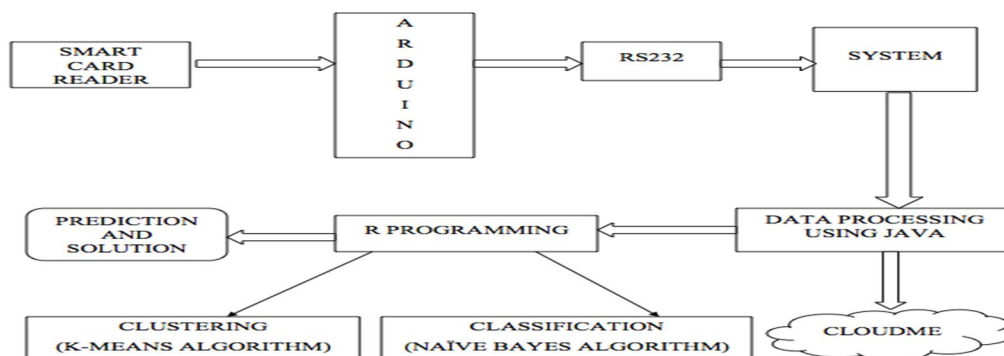 SMART
CARD
READER
A
R
D
U
I
N
O
RS232
SYSTEM
PREDICTION
AND
SOLUTION
R PROGRAMMING
DATA PROCESSING
USING JAVA
CLUSTERING
(K-MEANS ALGORITHM)
CLASSIFICATION
(NAÏVE BAYES ALGORITHM)
CLOUDME